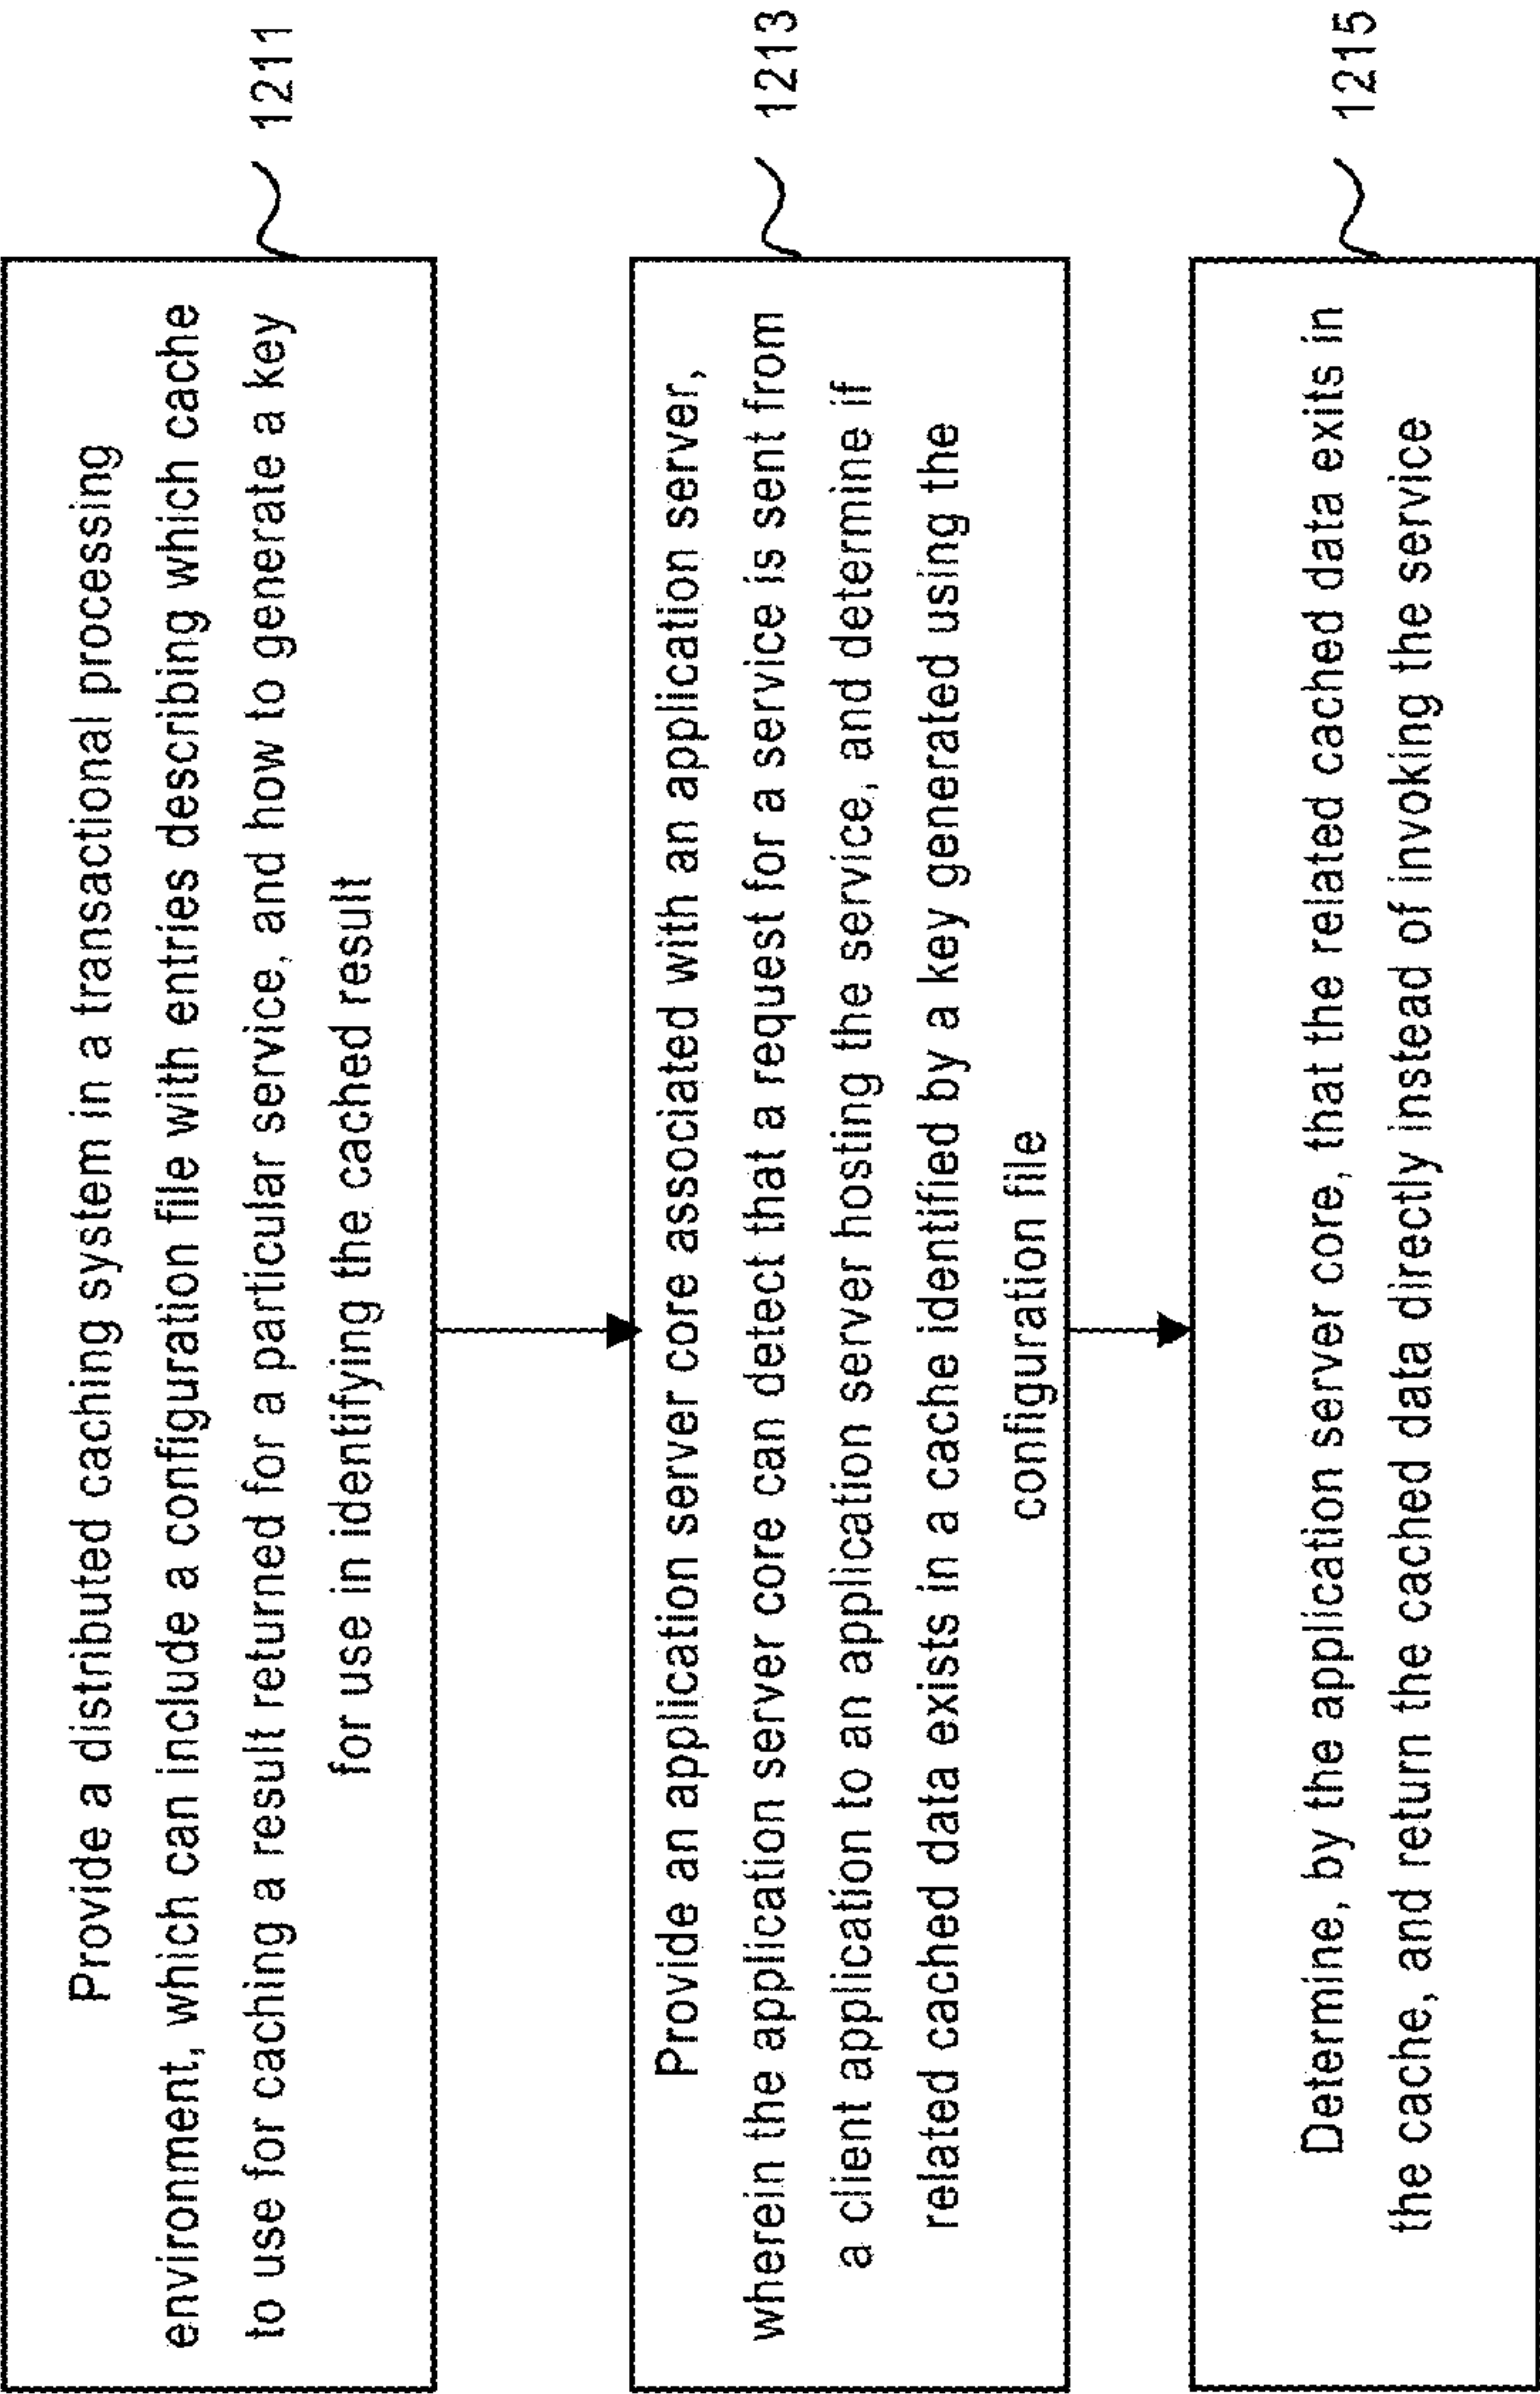 Provide a distributed caching system in a transactional processing
environment, which can include a configuration file with entries describing which cache
to use for caching a result returned for a particular service, and how to generate a key
for use in identifying the cached result
1211
Provide an application server core associated with an application server,
wherein the application server core can detect that a request for a service is sent from
a client application to an application server hosting the service, and determine if
related cached data exists in a cache identified by a key generated using the
configuration file
1213
Determine, by the application server core, that the related cached data exits in
the cache, and return the cached data directly instead of invoking the service
1215